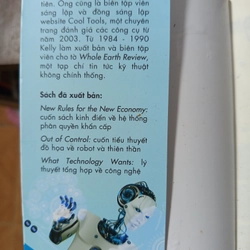 tiên. Ông cũng là biên tập viên
sáng lập và đồng sáng lập
website Cool Tools, một chuyên
trang đánh giá các công cụ từ
năm 2003. Từ 1984 - 1990
Kelly làm xuất bản và biên tập
viên cho tờ Whole Earth Review,
một tạp chí tin tức kỹ thuật
không chính thống.
Sách đã xuất bản:
New Rules for the New Economy:
cuốn sách kinh điển về hệ thống
phân quyền khẩn cấp
Out of Control: cuốn tiểu thuyết
đồ họa về robot và thiên thần
What Technology Wants: lý
thuyết tổng hợp về công nghệ